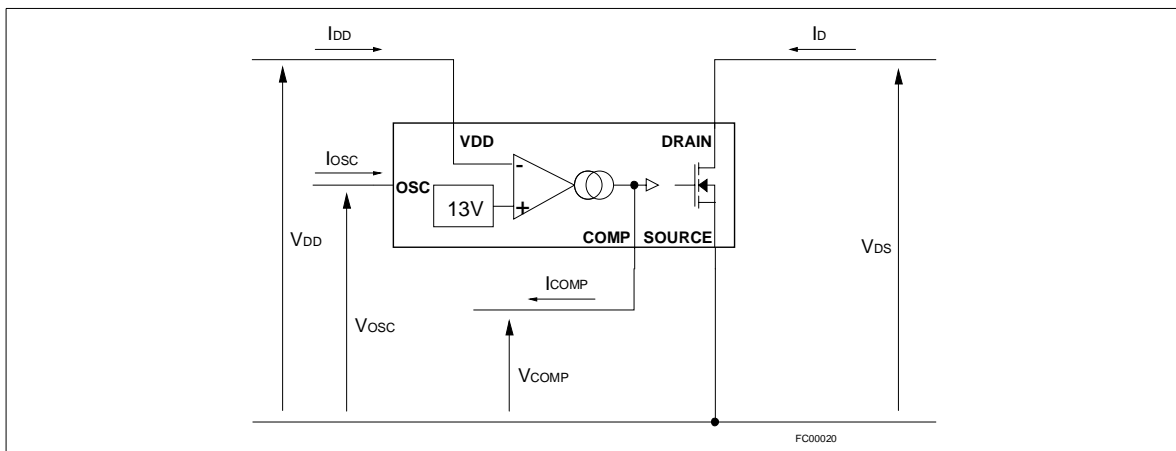 IDD
ID
VDD
DRAIN
IOSC
OSC
-
13V
+
COMP
SOURCE
VDD
VDS
ICOMP
VOSC
VCOMP
FC00020